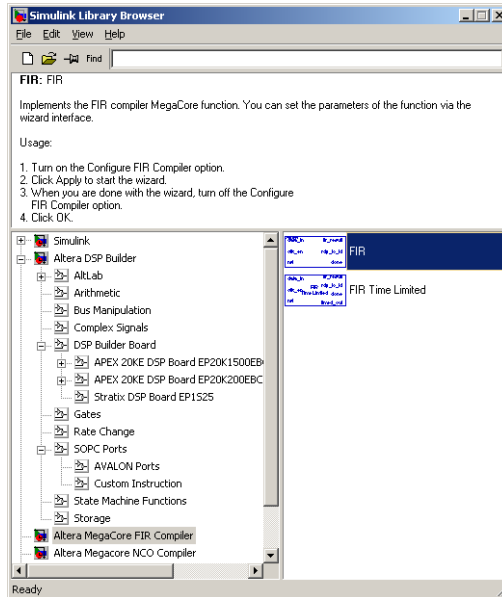 Simulink Library Browser
File Edit View Help
Find
FIR: FIR
Implements the FIR compiler MegaCore function. You can set the parameters of the function via the
wizard interface.
Usage:
1. Turn on the Configure FIR Compiler option.
2. Click Apply to start the wizard.
3. When you are done with the wizard, turn off the Configure
FIR Compiler option.
4. Click OK.
Simulink
Altera DSP Builder
AltLab
Arithmetic
Bus Manipulation
Complex Signals
DSP Builder Board
APEX 20KE DSP Board EP20K1500EB
APEX 20KE DSP Board EP20K200EBC
Stratix DSP Board EP1S25
Gates
Rate Change
SOPC Ports
AVALON Ports
Custom Instruction
State Machine Functions
Storage
Altera MegaCore FIR Compiler
Altera Megacore NCO Compiler
FIR
FIR Time Limited
Ready